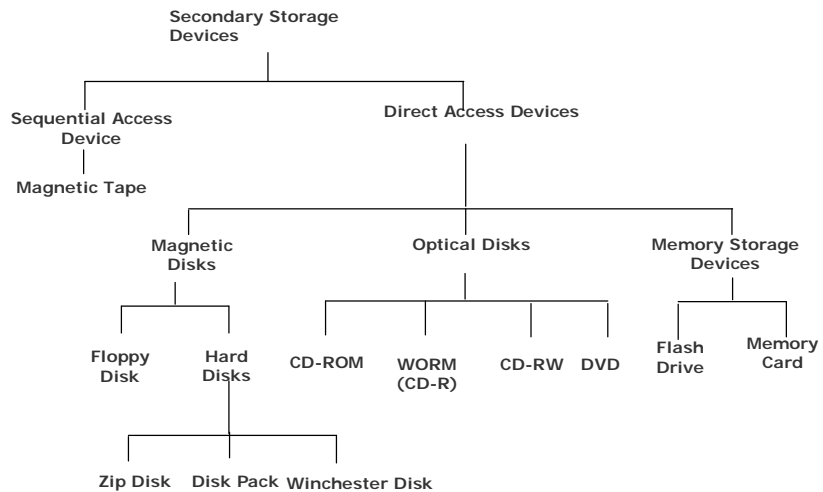 Secondary Storage
Devices
Sequential Access
Device
Direct Access Devices
Magnetic Tape
Magnetic
Disks
Optical Disks
Memory Storage
Devices
Floppy
Disk
Hard
Disks
CD-ROM
WORM
(CD-R)
CD-RW
DVD
Flash
Drive
Memory
Card
Zip Disk
Disk Pack
Winchester Disk